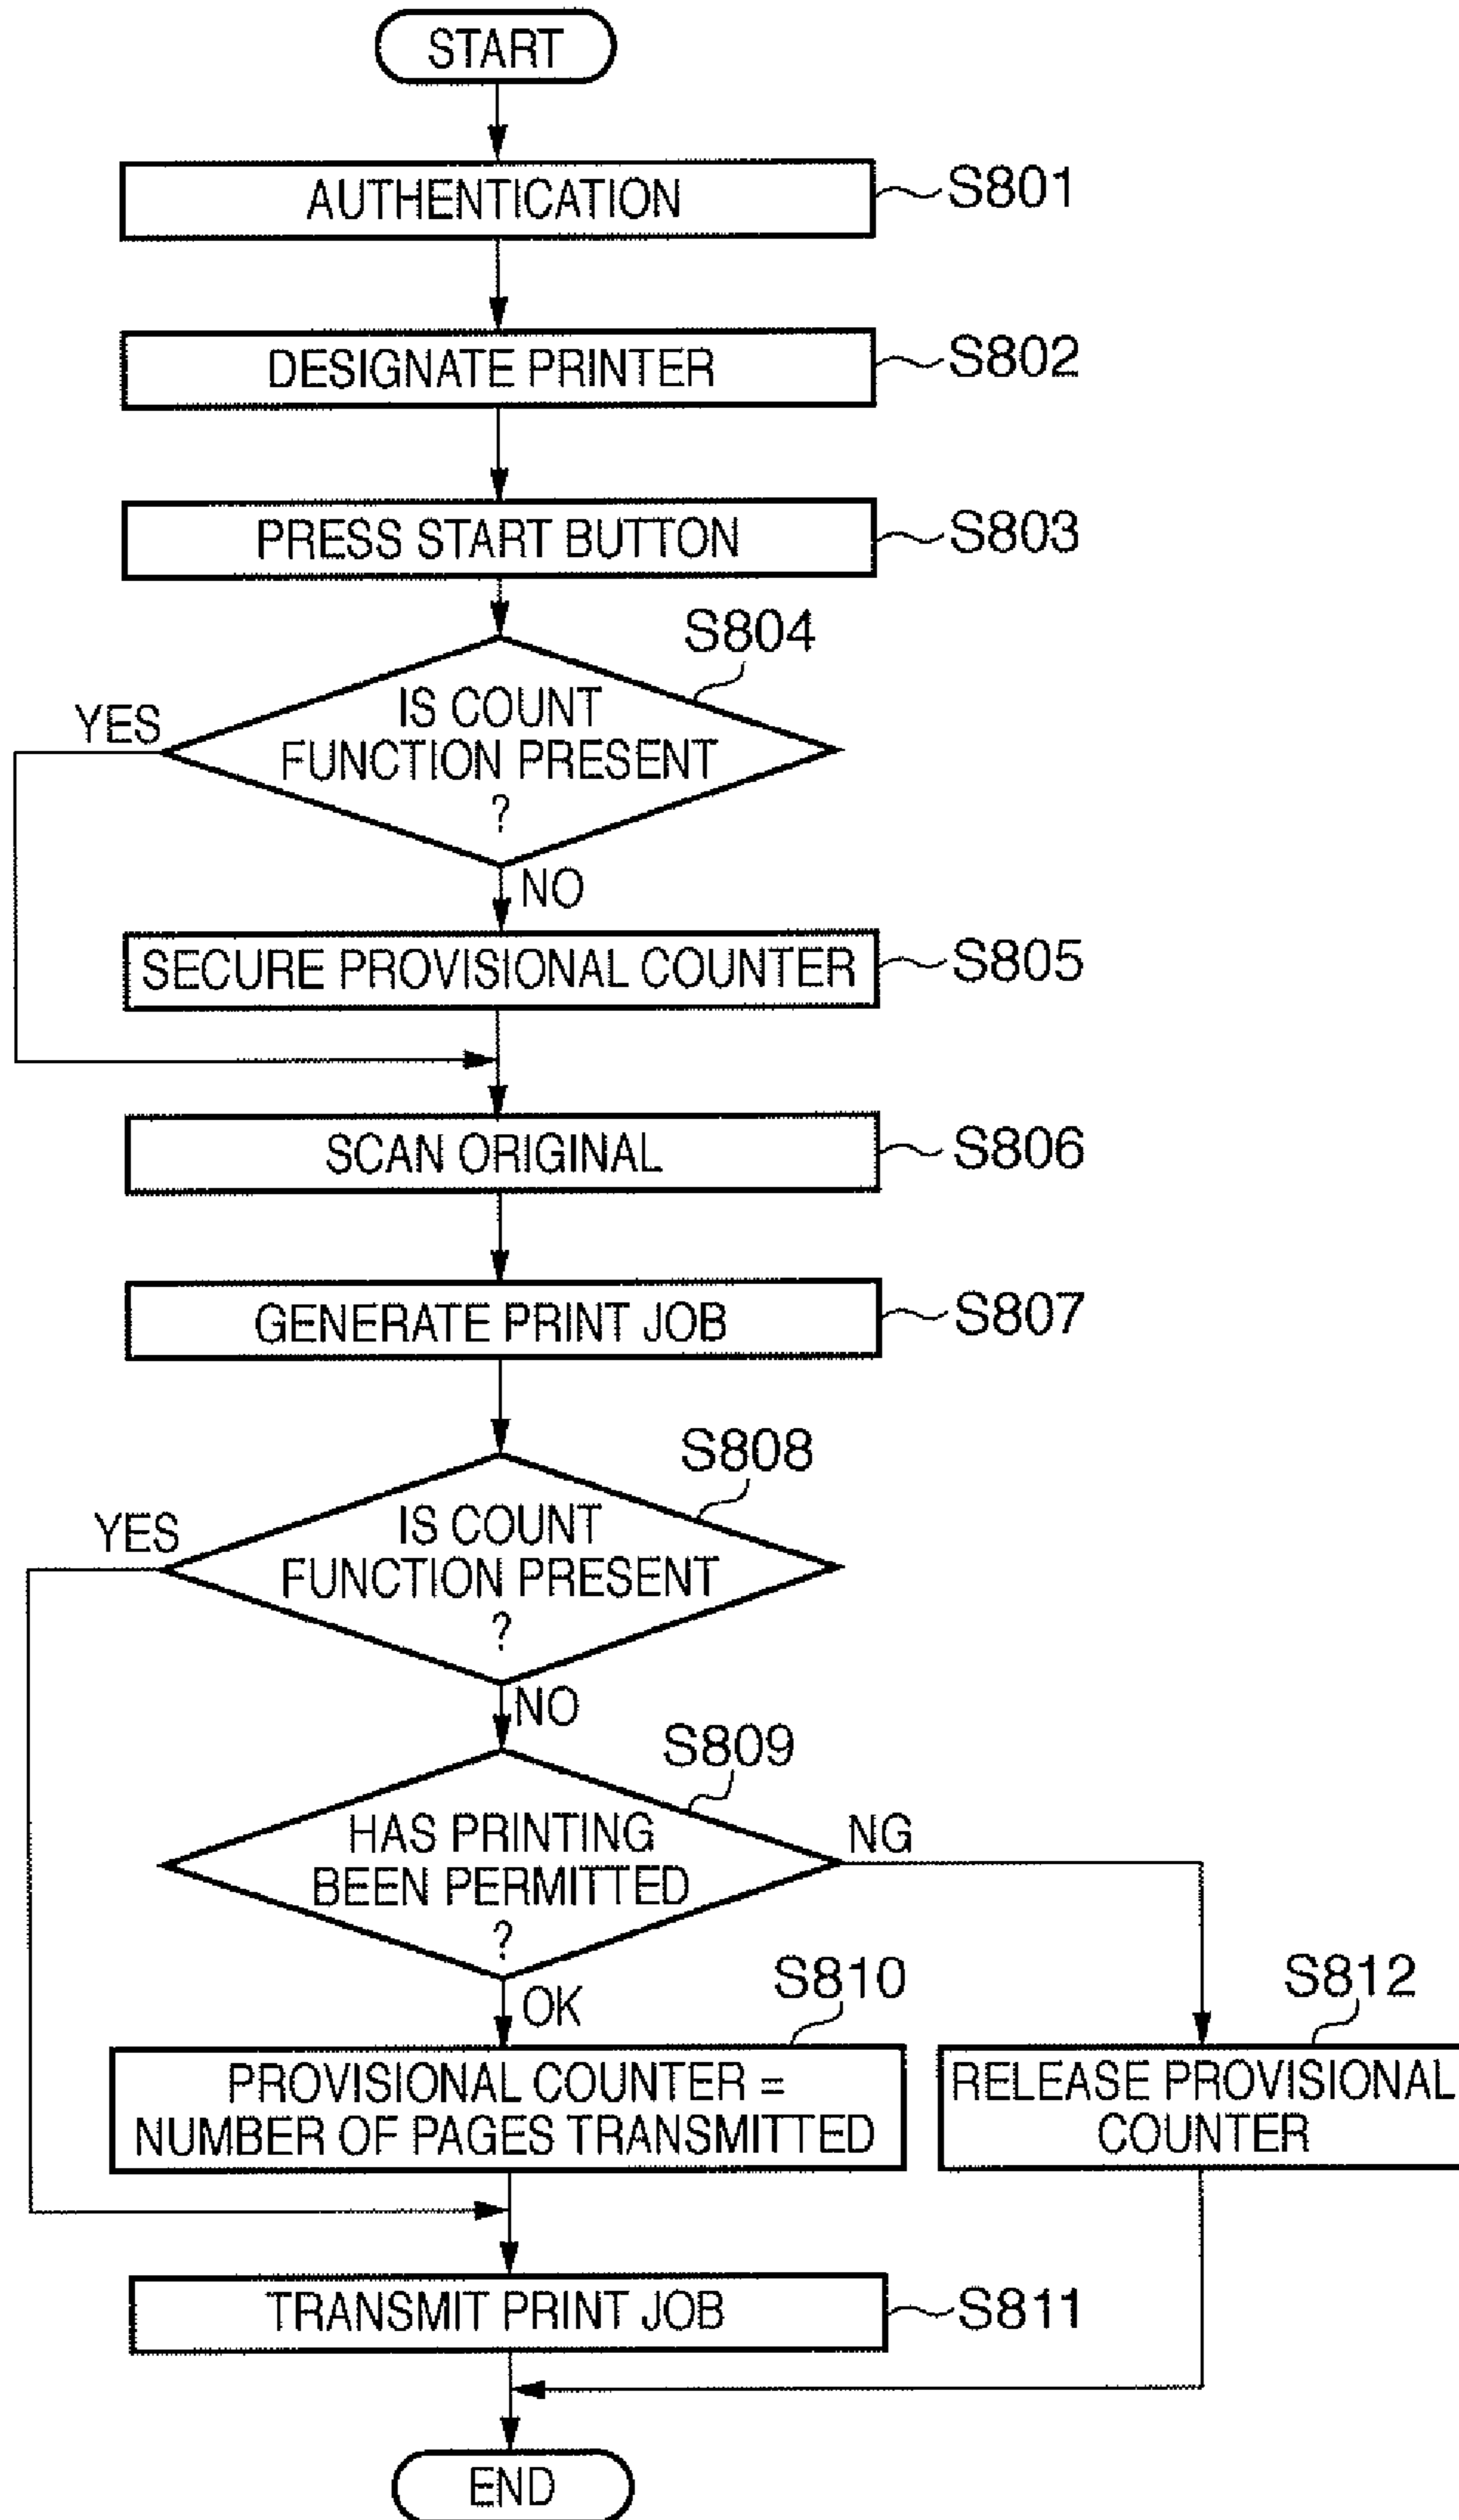 START
AUTHENTICATION
S801
DESIGNATE PRINTER
S802
PRESS START BUTTON
S803
S804
YES
IS COUNT
FUNCTION PRESENT
?
NO
SECURE PROVISIONAL COUNTER
S805
SCAN ORIGINAL
S806
GENERATE PRINT JOB
S807
S808
YES
IS COUNT
FUNCTION PRESENT
?
NO
S809
HAS PRINTING
BEEN PERMITTED
?
NG
OK
S810
PROVISIONAL COUNTER =
NUMBER OF PAGES TRANSMITTED
S812
RELEASE PROVISIONAL
COUNTER
TRANSMIT PRINT JOB
S811
END